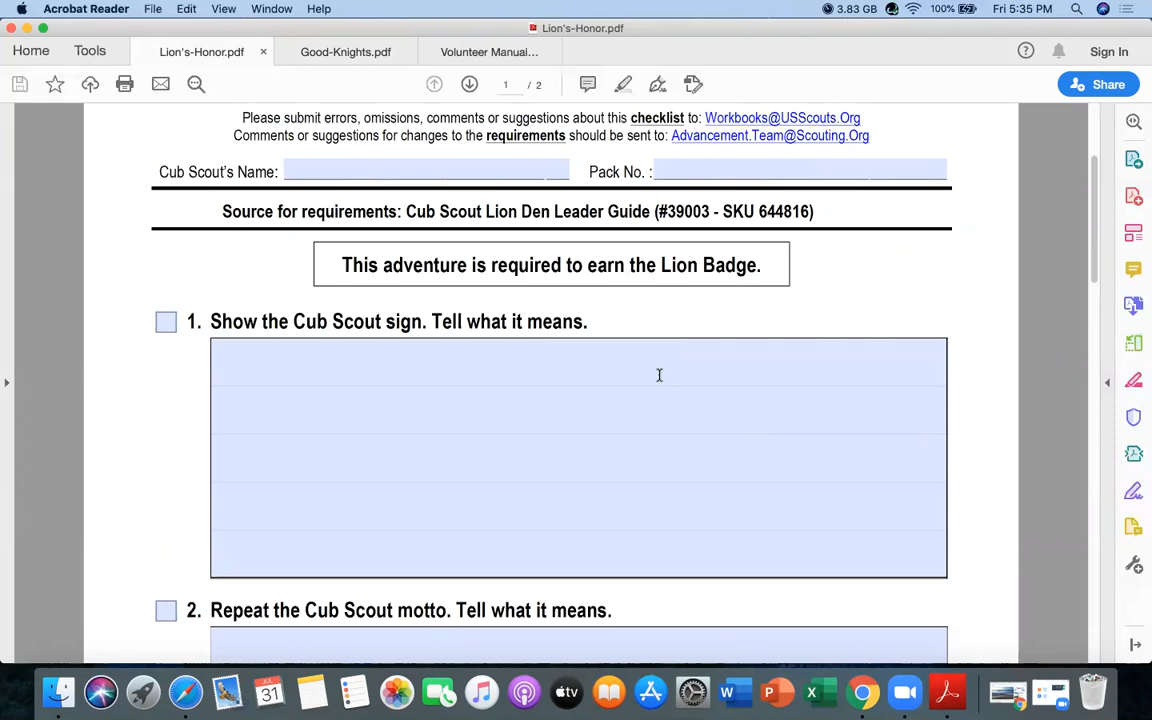 Acrobat Reader File Edit View Window Help 3.83 GB 100% Fri 5:35 PM
Lion's-Honor.pdf
Home Tools Lion's-Honor.pdf × Good-Knights.pdf Volunteer Manual... Sign In
1 / 2 Share
Please submit errors, omissions, comments or suggestions about this checklist to: Workbooks@USScouts.Org
Comments or suggestions for changes to the requirements should be sent to: Advancement.Team@Scouting.Org
Cub Scout's Name: Pack No. :
Source for requirements: Cub Scout Lion Den Leader Guide (#39003 - SKU 644816)
This adventure is required to earn the Lion Badge.
1. Show the Cub Scout sign. Tell what it means.
2. Repeat the Cub Scout motto. Tell what it means.
JUL
31
tv
W P X